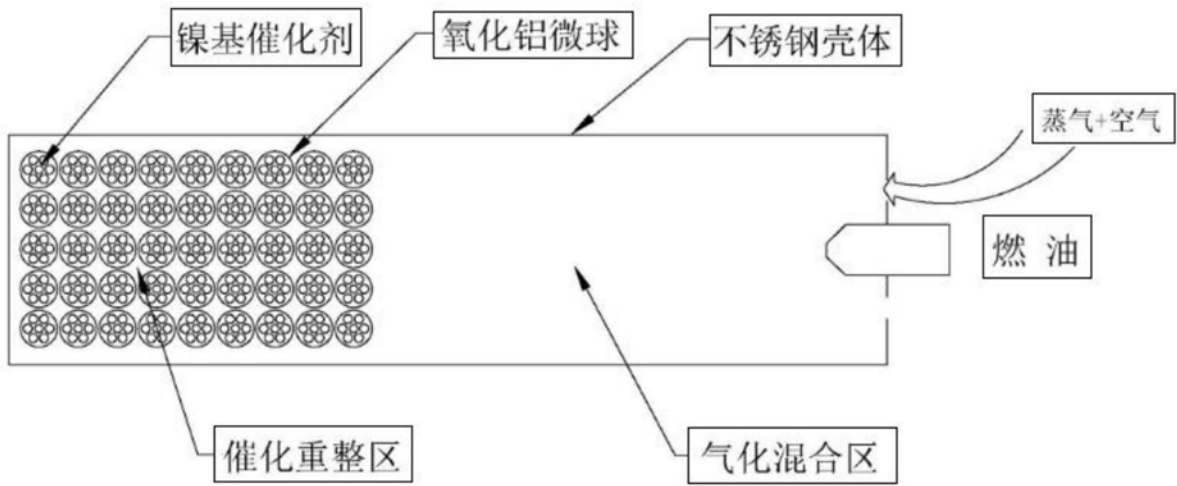 镍基催化剂
氧化铝微球
不锈钢壳体
蒸气+空气
燃油
催化重整区
气化混合区